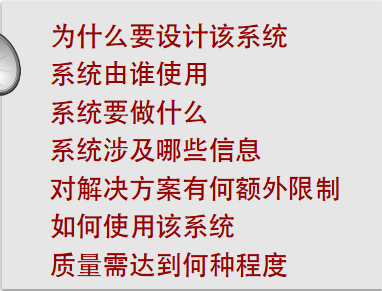 为什么要设计该系统
系统由谁使用
系统要做什么
系统涉及哪些信息
对解决方案有何额外限制
如何使用该系统
质量需达到何种程度